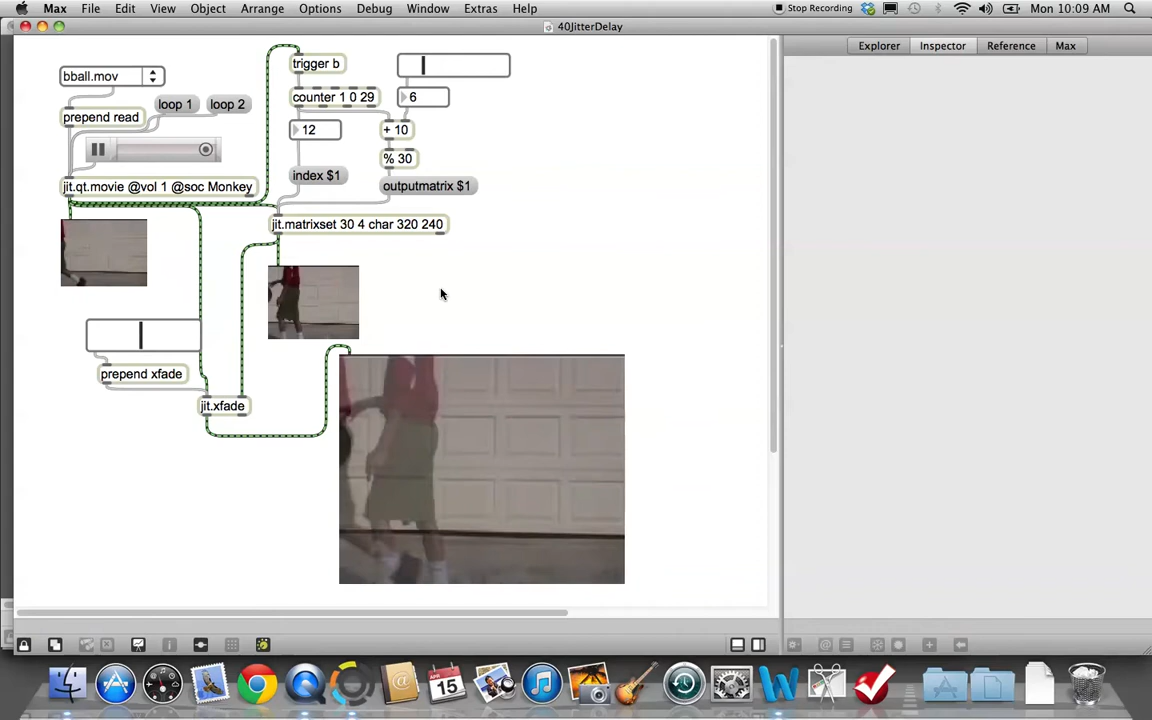 Max File Edit View Object Arrange Options Debug Window Extras Help
Stop Recording Mon 10:09 AM
40JitterDelay
Explorer Inspector Reference Max
trigger b
bball.mov
counter 1 0 29
6
loop 1
loop 2
prepend read
12
+ 10
% 30
index $1
outputmatrix $1
jit.qt.movie @vol 1 @soc Monkey
jit.matrixset 30 4 char 320 240
prepend xfade
jit.xfade
APR
15